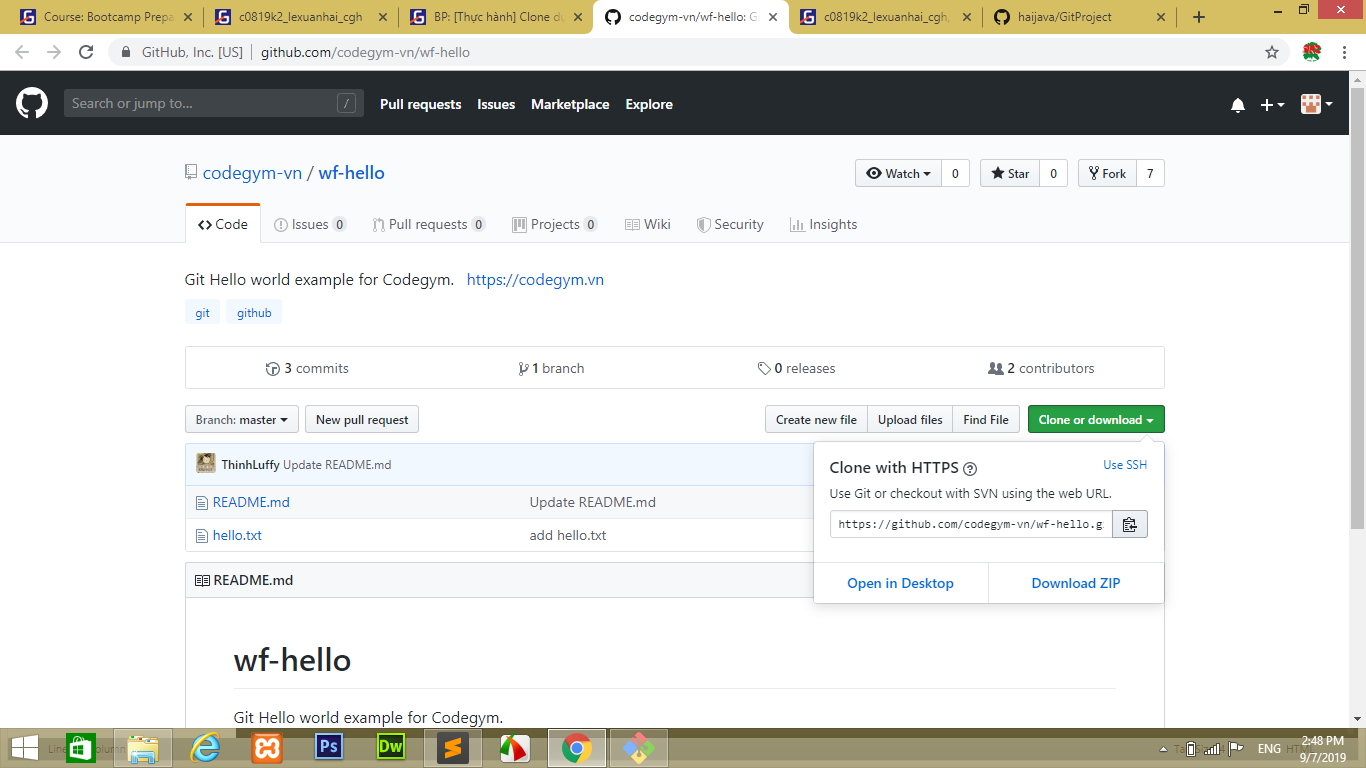 Course: Bootcamp Prepa
c0819k2_lexuanhai_cgh
BP: [Thực hành] Clone dự
codegym-vn/wf-hello: G
c0819k2_lexuanhai_cgh,
haijava/GitProject
GitHub, Inc. [US]
github.com/codegym-vn/wf-hello
Search or jump to...
/
Pull requests
Issues
Marketplace
Explore
codegym-vn / wf-hello
Watch 0
Star 0
Fork 7
Code
Issues 0
Pull requests 0
Projects 0
Wiki
Security
Insights
Git Hello world example for Codegym. https://codegym.vn
git
github
3 commits
1 branch
0 releases
2 contributors
Branch: master
New pull request
Create new file
Upload files
Find File
Clone or download
ThinhLuffy Update README.md
README.md
Update README.md
hello.txt
add hello.txt
Clone with HTTPS
?
Use SSH
Use Git or checkout with SVN using the web URL.
https://github.com/codegym-vn/wf-hello.g
Open in Desktop
Download ZIP
README.md
wf-hello
Git Hello world example for Codegym.
Ps
Dw
ENG
2:48 PM
9/7/2019